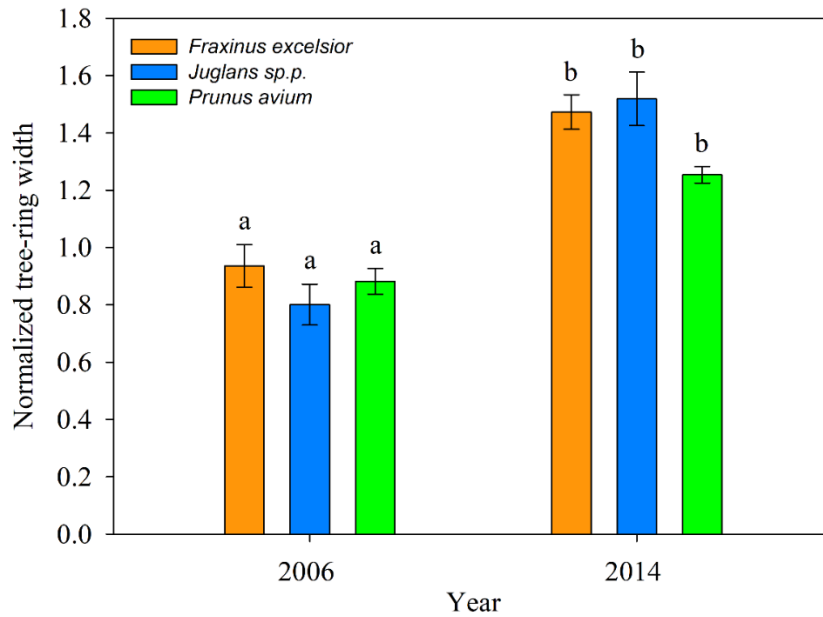 1.8
1.6
1.4
1.2
1.0
0.8
0.6
0.4
0.2
0.0
Normalized tree-ring width
Fraxinus excelsior
Juglans sp.p.
Prunus avium
a
a
a
b
b
b
2006
2014
Year